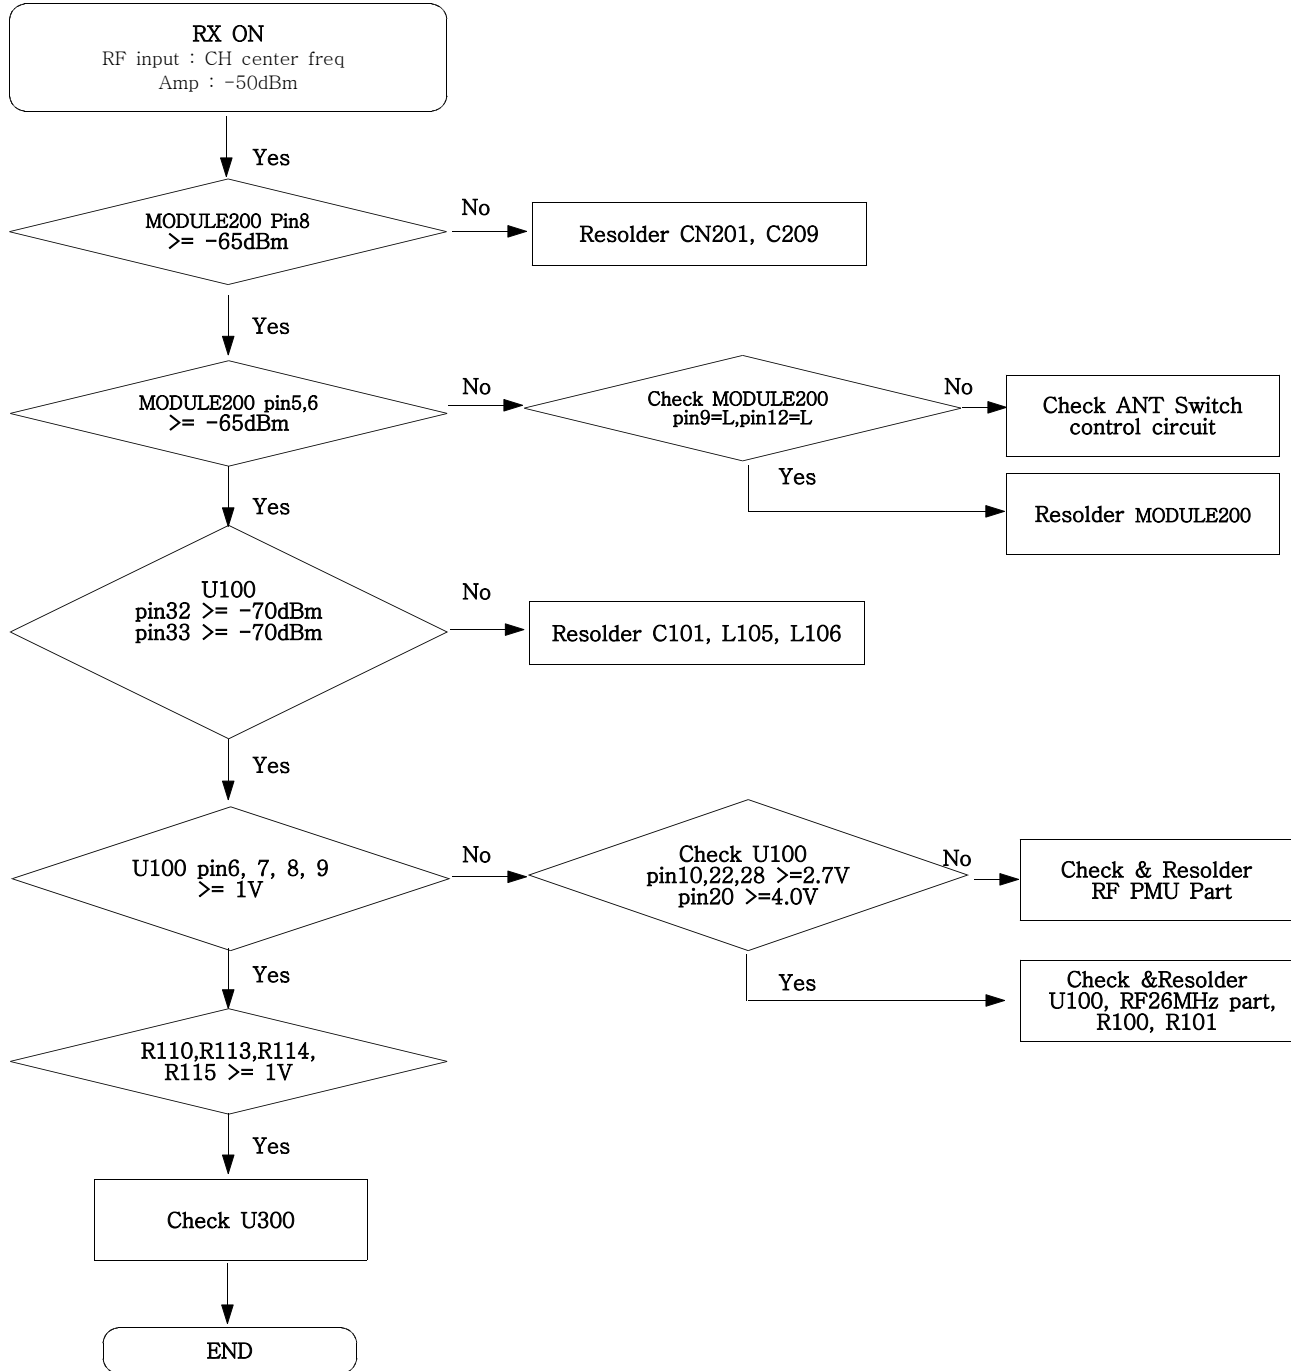 RX ON
RF input : CH center freq
Amp : -50dBm
Yes
MODULE200 Pin8
>= -65dBm
No
Resolder CN201, C209
Yes
MODULE200 pin5,6
>= -65dBm
No
Check MODULE200
pin9=L,pin12=L
No
Check ANT Switch
control circuit
Yes
Resolder MODULE200
Yes
U100
pin32 >= -70dBm
pin33 >= -70dBm
No
Resolder C101, L105, L106
Yes
U100 pin6, 7, 8, 9
>= 1V
No
Check U100
pin10,22,28 >=2.7V
pin20 >=4.0V
No
Check & Resolder
RF PMU Part
Yes
Check &Resolder
U100, RF26MHz part,
R100, R101
Yes
R110,R113,R114,
R115 >= 1V
Yes
Check U300
END